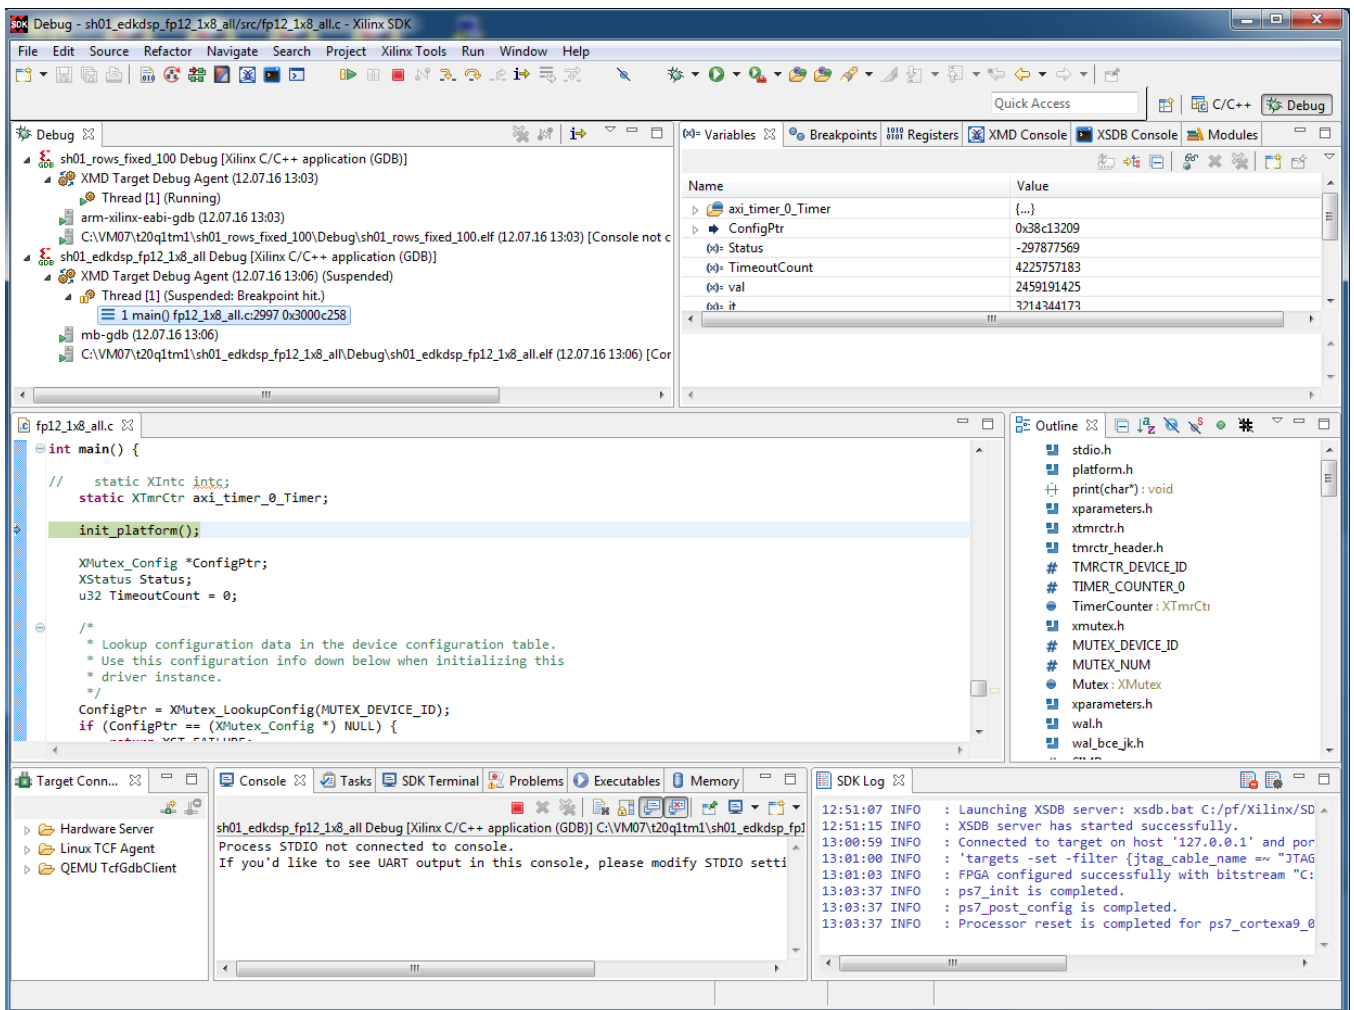 Debug - sh01_edkdsp_fp12_1x8_all/src/fp12_1x8_all.c - Xilinx SDK
File Edit Source Refactor Navigate Search Project Xilinx Tools Run Window Help
Quick Access C/C++ Debug
Debug
sh01_rows_fixed_100 Debug [Xilinx C/C++ application (GDB)]
XMD Target Debug Agent (12.07.16 13:03)
Thread [1] (Running)
arm-xilinx-eabi-gdb (12.07.16 13:03)
C:\VM07\t20q1tm1\sh01_rows_fixed_100\Debug\sh01_rows_fixed_100.elf (12.07.16 13:03) [Console not c
sh01_edkdsp_fp12_1x8_all Debug [Xilinx C/C++ application (GDB)]
XMD Target Debug Agent (12.07.16 13:06) (Suspended)
Thread [1] (Suspended: Breakpoint hit.)
1 main() fp12_1x8_all.c:2997 0x3000c258
mb-gdb (12.07.16 13:06)
C:\VM07\t20q1tm1\sh01_edkdsp_fp12_1x8_all\Debug\sh01_edkdsp_fp12_1x8_all.elf (12.07.16 13:06) [Cor
Variables Breakpoints Registers XMD Console XSDB Console Modules
Name Value
axi_timer_0_Timer {...}
ConfigPtr 0x38c13209
Status -297877569
TimeoutCount 4225757183
val 2459191425
it 3214344173
fp12_1x8_all.c
int main() {
// static XIntc intc;
static XTmrCtr axi_timer_0_Timer;
init_platform();
XMutex_Config *ConfigPtr;
XStatus Status;
u32 TimeoutCount = 0;
/*
* Lookup configuration data in the device configuration table.
* Use this configuration info down below when initializing this
* driver instance.
*/
ConfigPtr = XMutex_LookupConfig(MUTEX_DEVICE_ID);
if (ConfigPtr == (XMutex_Config *) NULL) {
return XST_FAILURE;
Outline
stdio.h
platform.h
print(char*) : void
xparameters.h
xtmrctr.h
tmrctr_header.h
TMRCTR_DEVICE_ID
TIMER_COUNTER_0
TimerCounter : XTmrCtr
xmutex.h
MUTEX_DEVICE_ID
MUTEX_NUM
Mutex : XMutex
xparameters.h
wal.h
wal_bce_jk.h
Target Conn...
Hardware Server
Linux TCF Agent
QEMU TcfGdbClient
Console Tasks SDK Terminal Problems Executables Memory
sh01_edkdsp_fp12_1x8_all Debug [Xilinx C/C++ application (GDB)] C:\VM07\t20q1tm1\sh01_edkdsp_fp1
Process STDIO not connected to console.
If you'd like to see UART output in this console, please modify STDIO setti
SDK Log
12:51:07 INFO : Launching XSDB server: xsdb.bat C:/pf/Xilinx/SD
12:51:15 INFO : XSDB server has started successfully.
13:00:59 INFO : Connected to target on host '127.0.0.1' and por
13:01:00 INFO : 'targets -set -filter {jtag_cable_name =~ "JTAG
13:01:03 INFO : FPGA configured successfully with bitstream "C:
13:03:37 INFO : ps7_init is completed.
13:03:37 INFO : ps7_post_config is completed.
13:03:37 INFO : Processor reset is completed for ps7_cortexa9_0